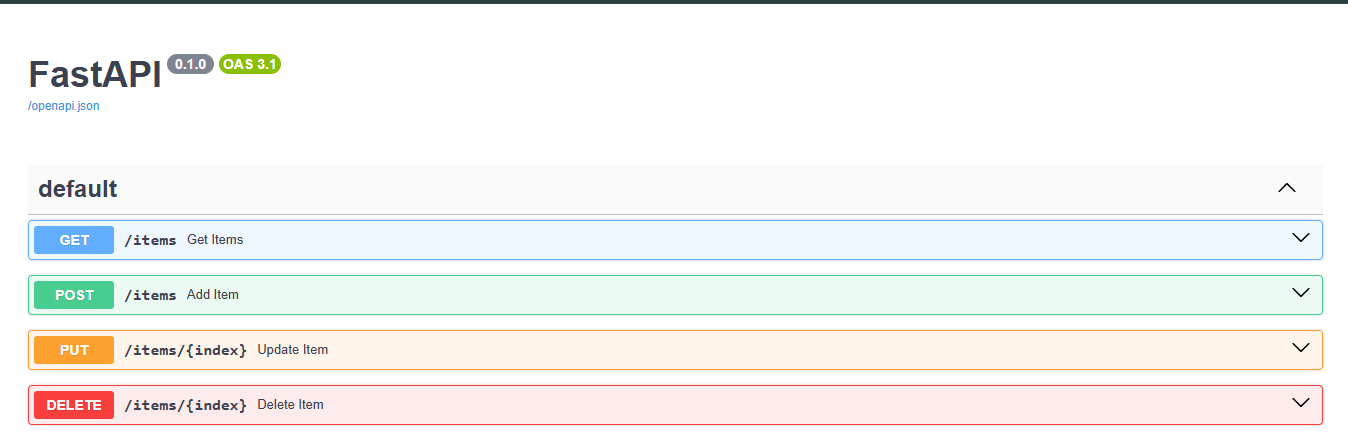 FastAPI 0.1.0 OAS 3.1
/openapi.json
default
GET /items Get Items
POST /items Add Item
PUT /items/{index} Update Item
DELETE /items/{index} Delete Item